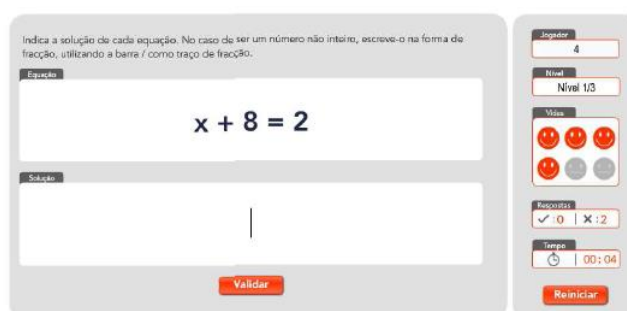 Indica a solução de cada equação. No caso de ser um número não inteiro, escreve-o na forma de
fracção, utilizando a barra / como traço de fracção.
Equação
x + 8 = 2
Solução
Validar
Jogador
4
Nível
Nível 1/3
Vidas
Respostas
✓:0 | ✕:2
Tempo
00:04
Reiniciar